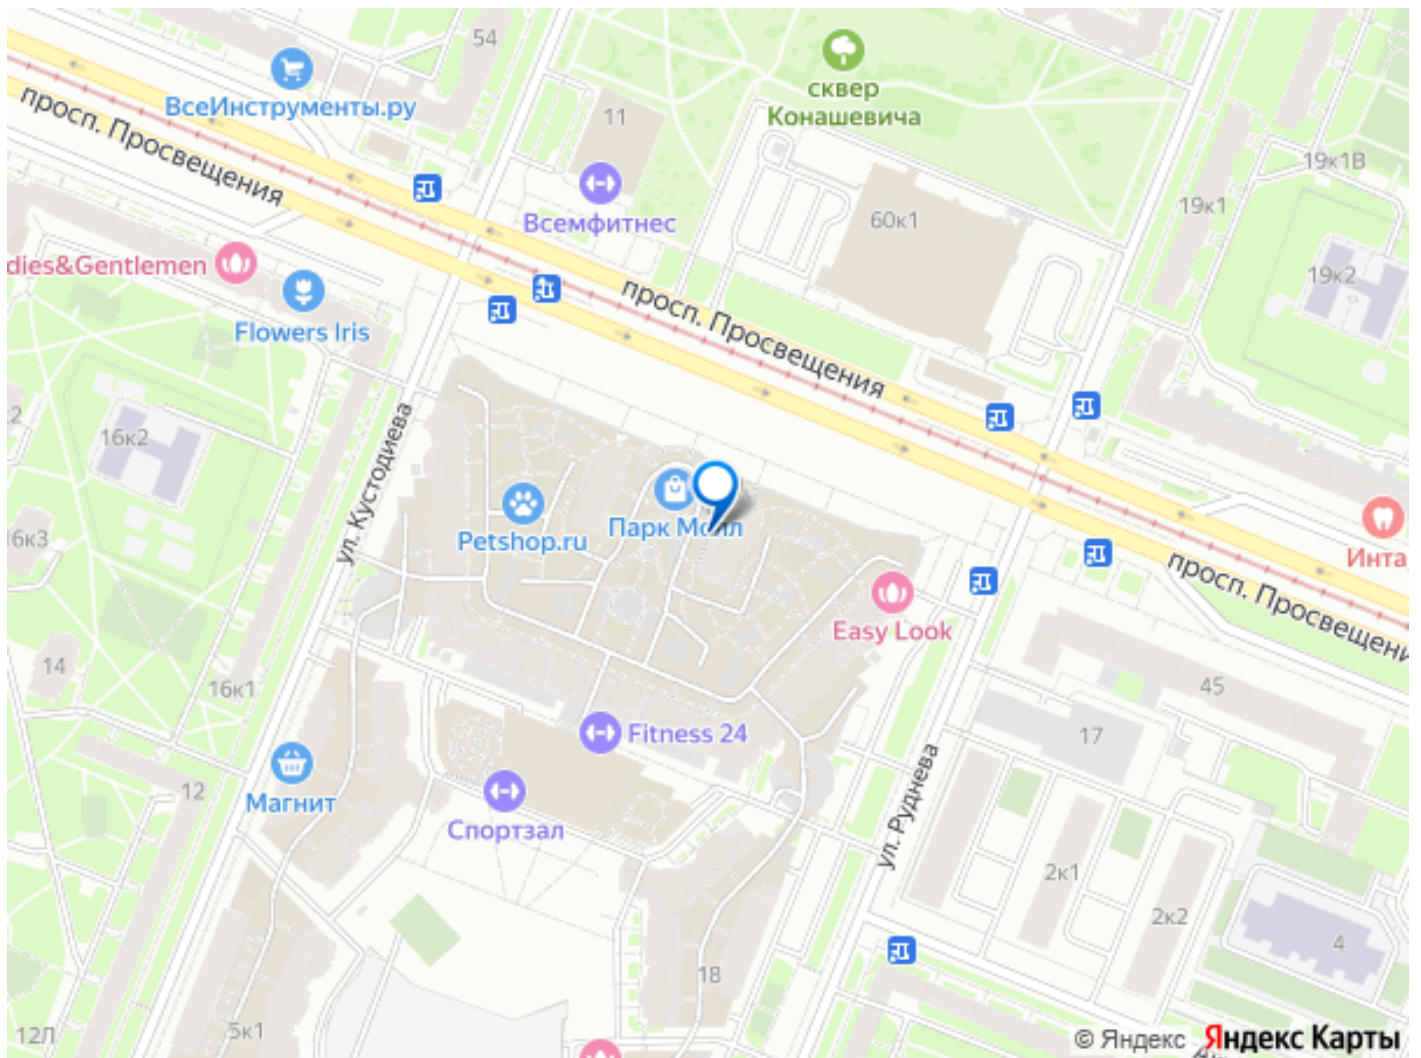 54
сквер
Конашевича
ВсеИнструменты.ру
11
просп. Просвещения
19к1В
Всемфитнес
60к1
19к1
dies&Gentlemen
19к2
просп. Просвещения
Flowers Iris
2
16к2
ул. Кустодиева
Petshop.ru
Парк Молл
16к3
Инта
просп. Просвещени
Easy Look
14
16к1
45
Fitness 24
17
12
Магнит
Спортзал
ул. Руднева
2к1
2к2
4
18
5к1
12Л
© Яндекс Яндекс Карты